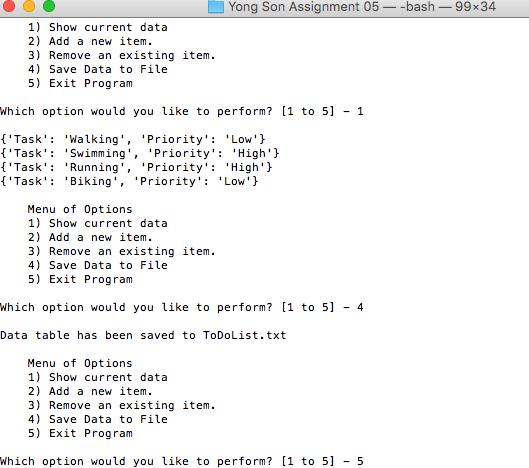 Yong Son Assignment 05 — -bash — 99×34
1) Show current data
2) Add a new item.
3) Remove an existing item.
4) Save Data to File
5) Exit Program
Which option would you like to perform? [1 to 5] - 1
{'Task': 'Walking', 'Priority': 'Low'}
{'Task': 'Swimming', 'Priority': 'High'}
{'Task': 'Running', 'Priority': 'High'}
{'Task': 'Biking', 'Priority': 'Low'}
Menu of Options
1) Show current data
2) Add a new item.
3) Remove an existing item.
4) Save Data to File
5) Exit Program
Which option would you like to perform? [1 to 5] - 4
Data table has been saved to ToDoList.txt
Menu of Options
1) Show current data
2) Add a new item.
3) Remove an existing item.
4) Save Data to File
5) Exit Program
Which option would you like to perform? [1 to 5] - 5